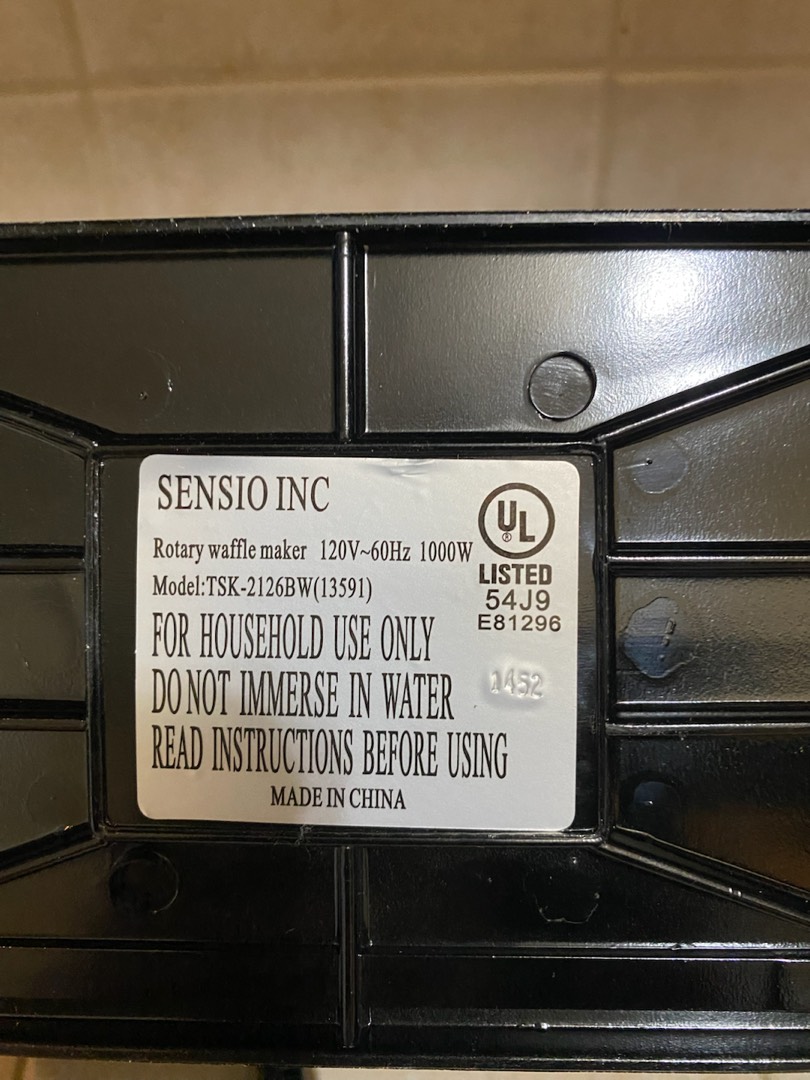 SENSIO INC
Rotary waffle maker 120V~60Hz 1000W
Model:TSK-2126BW(13591)
FOR HOUSEHOLD USE ONLY
DO NOT IMMERSE IN WATER
READ INSTRUCTIONS BEFORE USING
MADE IN CHINA
UL
®
LISTED
54J9
E81296
1452